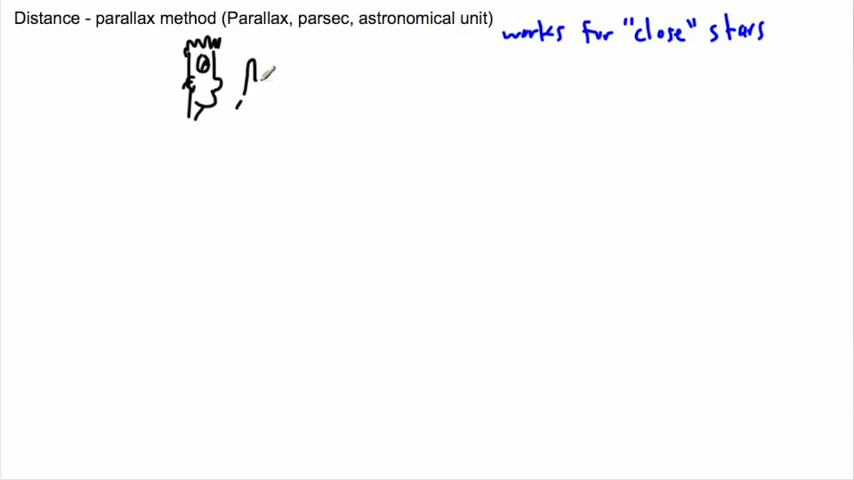 Distance - parallax method (Parallax, parsec, astronomical unit) works for "close" stars